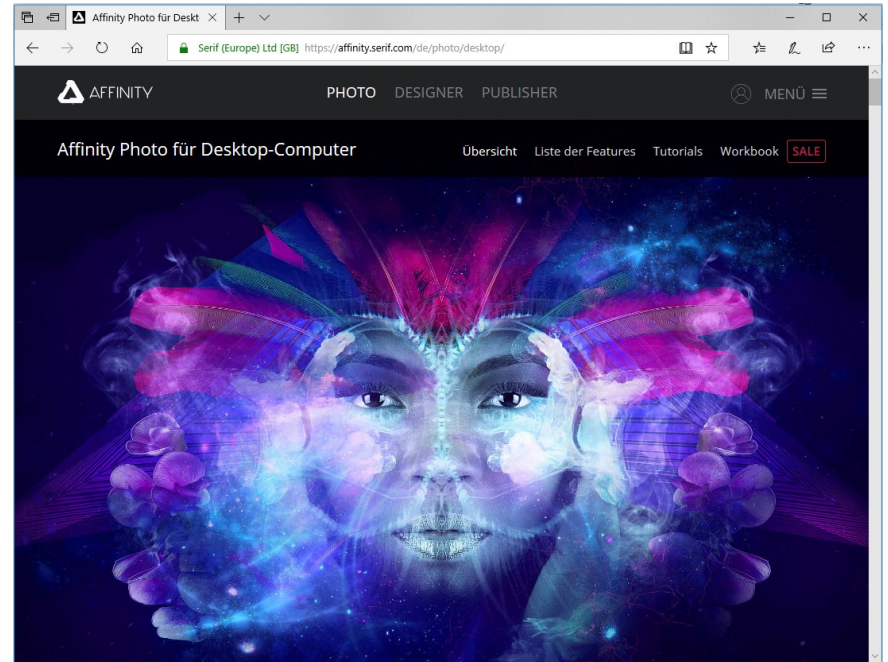 Affinity Photo für Deskt
Serif (Europe) Ltd [GB] https://affinity.serif.com/de/photo/desktop/
AFFINITY PHOTO DESIGNER PUBLISHER MENÜ
Affinity Photo für Desktop-Computer Übersicht Liste der Features Tutorials Workbook SALE